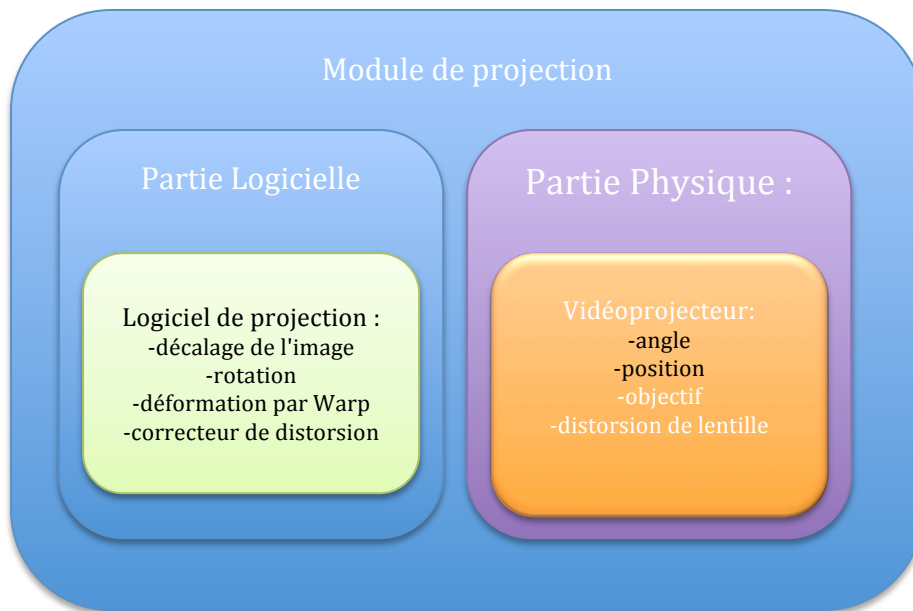 Module de projection
Partie Logicielle
Logiciel de projection :
-décalage de l'image
-rotation
-déformation par Warp
-correcteur de distorsion
Partie Physique :
Vidéoprojecteur:
-angle
-position
-objectif
-distorsion de lentille